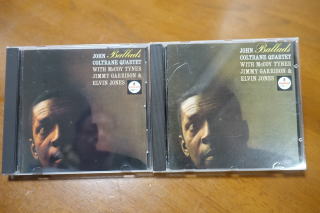 JOHN Ballads
COLTRANE QUARTET
WITH McCOY TYNER
JIMMY GARRISON &
ELVIN JONES
JOHN Ballads
COLTRANE QUARTET
WITH McCOY TYNER
JIMMY GARRISON &
ELVIN JONES